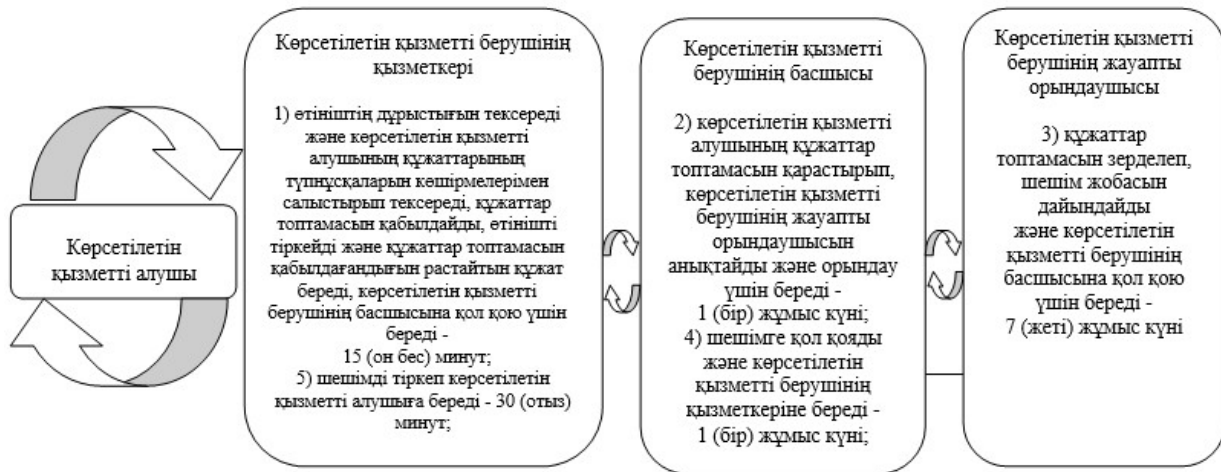 Көрсетілетін
қызметті алушы
Көрсетілетін қызметті берушінің
қызметкері
1) өтініштің дұрыстығын тексереді
және көрсетілетін қызметті
алушының құжаттарының
түпнұсқаларын көшірмелерімен
салыстырып тексереді, құжаттар
топтамасын қабылдайды, өтінішті
тіркейді және құжаттар топтамасын
қабылдағандығын растайтын құжат
береді, көрсетілетін қызметті
берушінің басшысына қол қою үшін
береді -
15 (он бес) минут;
5) шешімді тіркеп көрсетілетін
қызметті алушыға береді - 30 (отыз)
минут;
Көрсетілетін қызметті
берушінің басшысы
2) көрсетілетін қызметті
алушының құжаттар
топтамасын қарастырып,
көрсетілетін қызметті
берушінің жауапты
орындаушысын
анықтайды және орындау
үшін береді -
1 (бір) жұмыс күні;
4) шешімге қол қояды
және көрсетілетін
қызметті берушінің
қызметкеріне береді -
1 (бір) жұмыс күні;
Көрсетілетін қызметті
берушінің жауапты
орындаушысы
3) құжаттар
топтамасын зерделеп,
шешім жобасын
дайындайды
және көрсетілетін
қызметті берушінің
басшысына қол қою
үшін береді -
7 (жеті) жұмыс күні